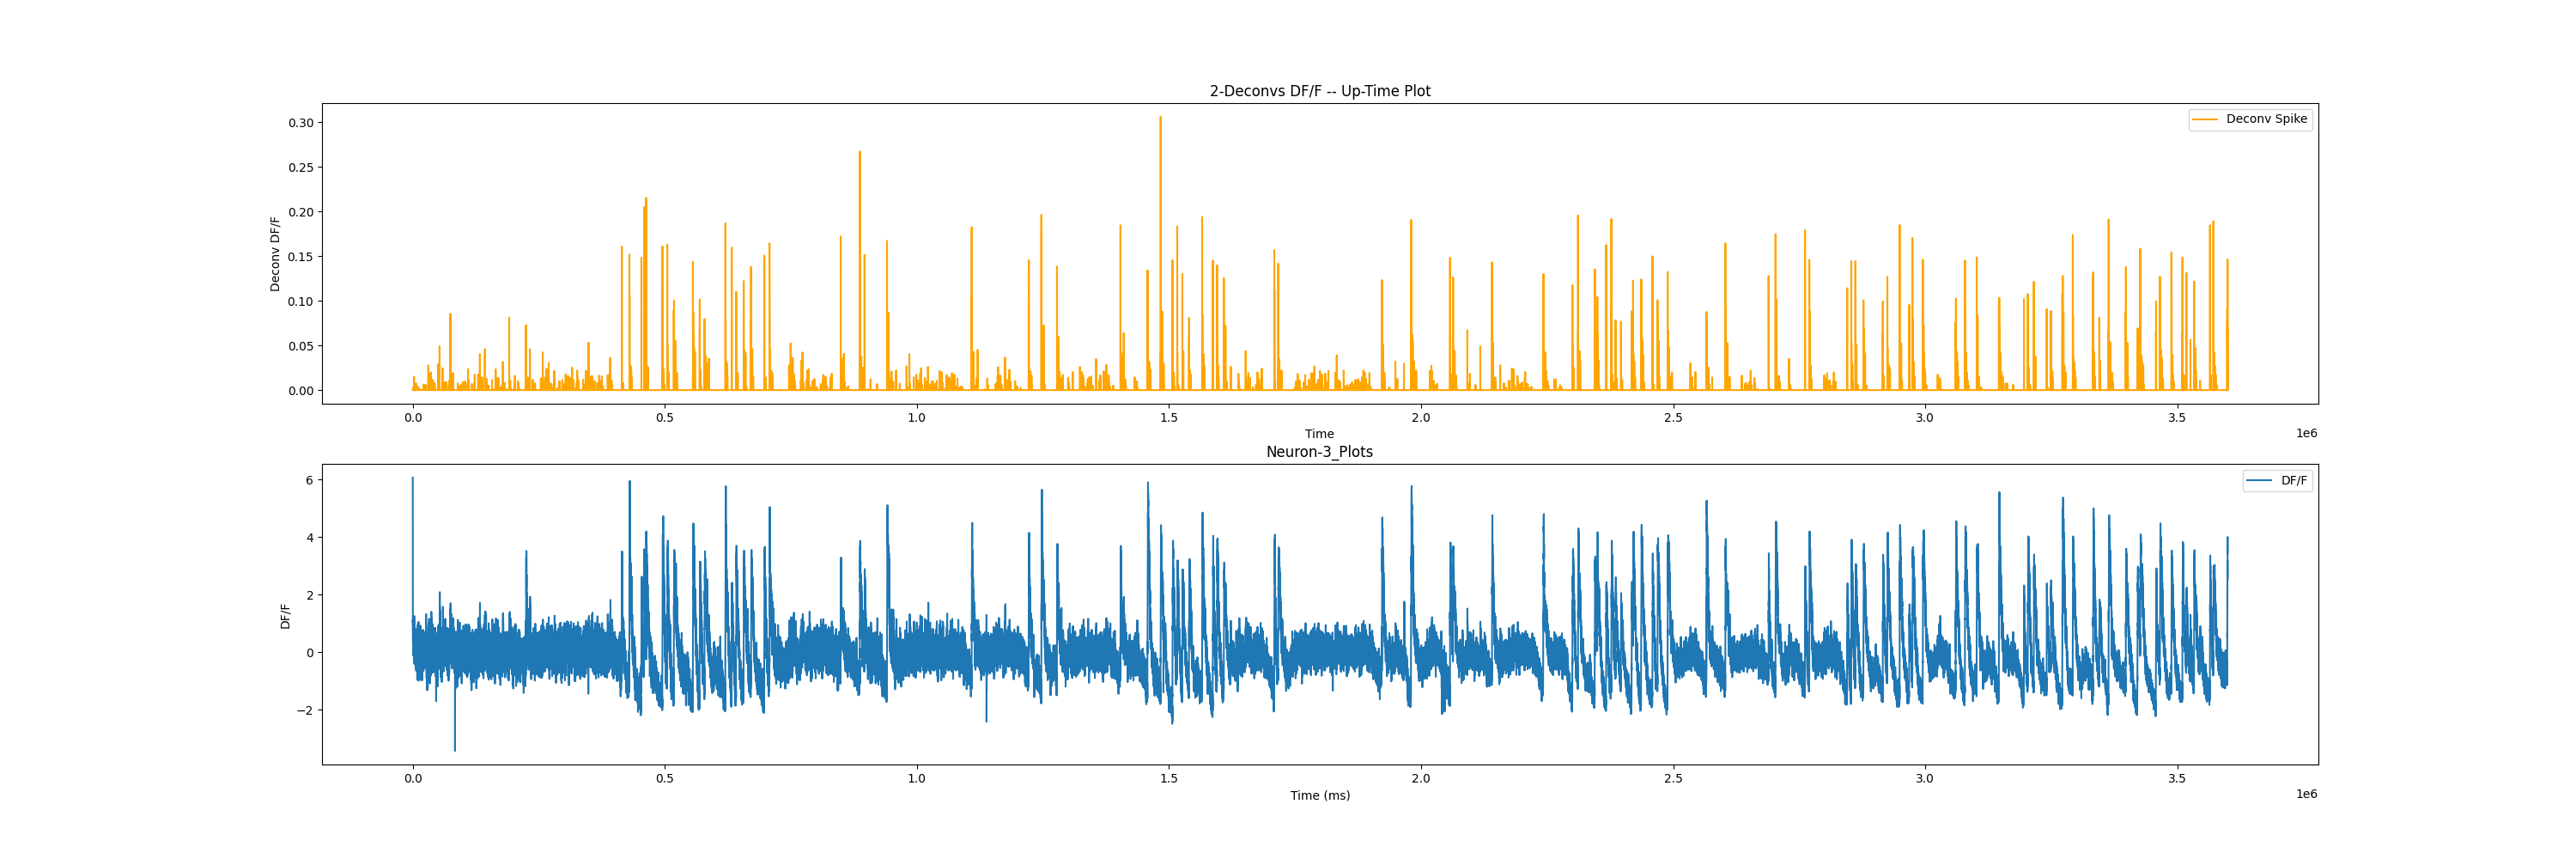 2-Deconvs DF/F -- Up-Time Plot
Deconv Spike
Deconv DF/F
0.30
0.25
0.20
0.15
0.10
0.05
0.00
0.0 0.5 1.0 1.5 2.0 2.5 3.0 3.5
1e6
Time
Neuron-3_Plots
DF/F
DF/F
6
4
2
0
−2
0.0 0.5 1.0 1.5 2.0 2.5 3.0 3.5
1e6
Time (ms)